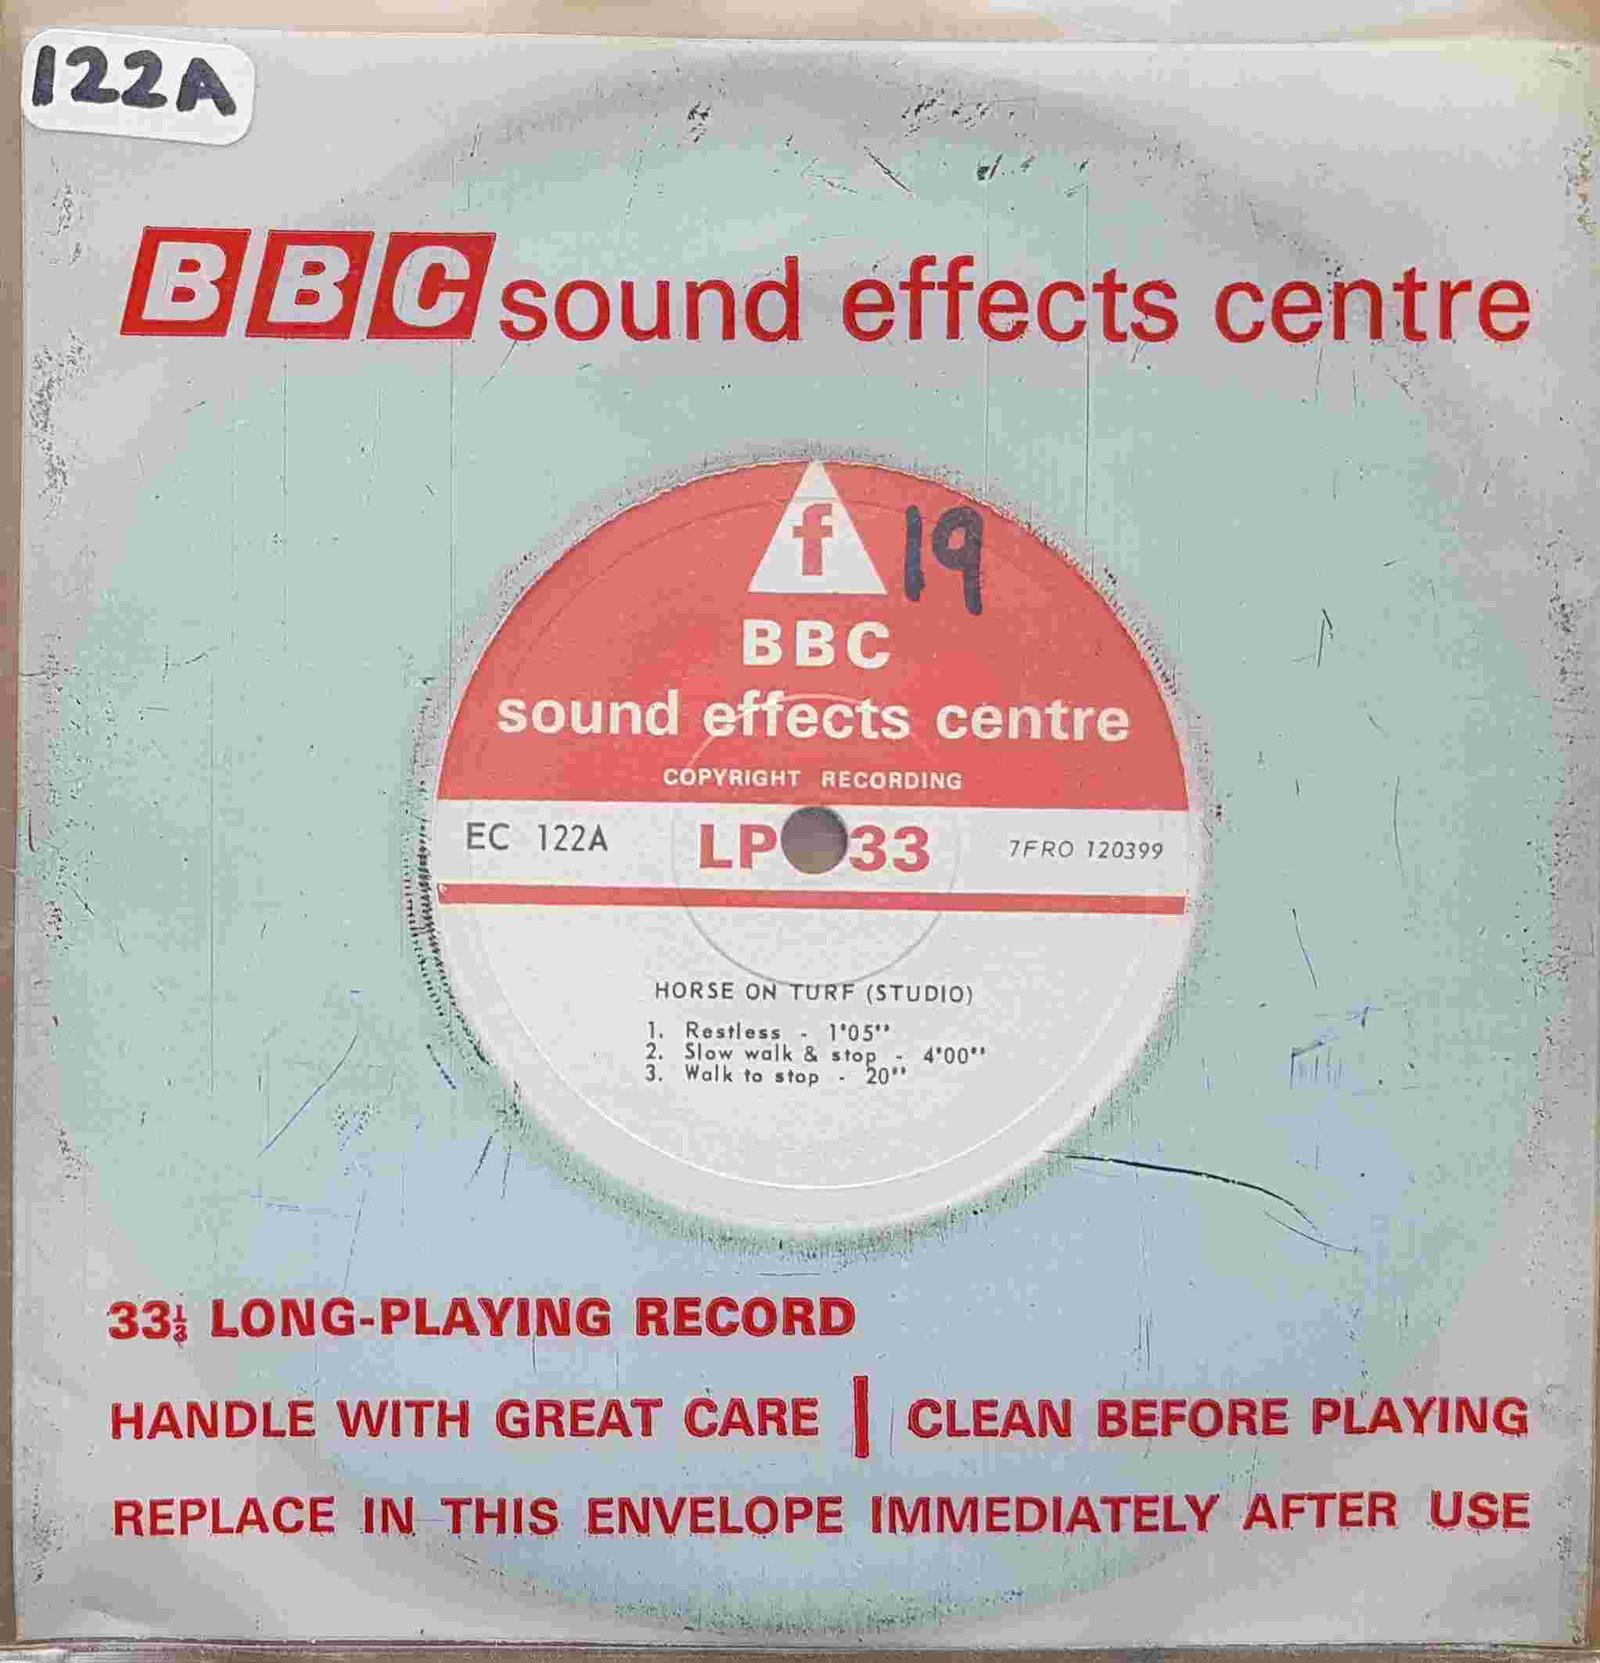 122A
BBC sound effects centre
f 19
BBC
sound effects centre
COPYRIGHT RECORDING
EC 122A LP 33 7FRO 120399
HORSE ON TURF (STUDIO)
1. Restless - 1'05''
2. Slow walk & stop - 4'00''
3. Walk to stop - 20''
33⅓ LONG-PLAYING RECORD
HANDLE WITH GREAT CARE | CLEAN BEFORE PLAYING
REPLACE IN THIS ENVELOPE IMMEDIATELY AFTER USE